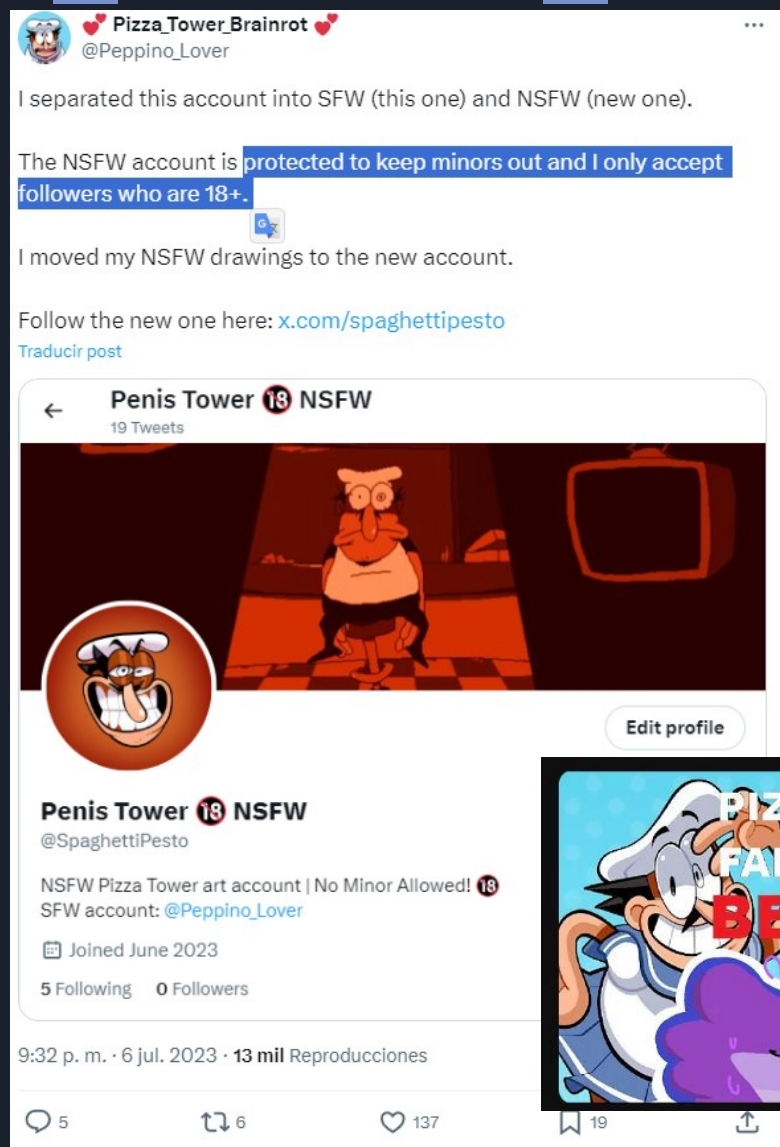 💕 Pizza_Tower_Brainrot 💕
@Peppino_Lover
I separated this account into SFW (this one) and NSFW (new one).
The NSFW account is protected to keep minors out and I only accept
followers who are 18+.
I moved my NSFW drawings to the new account.
Follow the new one here: x.com/spaghettipesto
Traducir post
Penis Tower 🔞 NSFW
19 Tweets
Edit profile
Penis Tower 🔞 NSFW
@SpaghettiPesto
NSFW Pizza Tower art account | No Minor Allowed! 🔞
SFW account: @Peppino_Lover
Joined June 2023
5 Following 0 Followers
PIZ
FA
BE
9:32 p. m. · 6 jul. 2023 · 13 mil Reproducciones
5 6 137 19